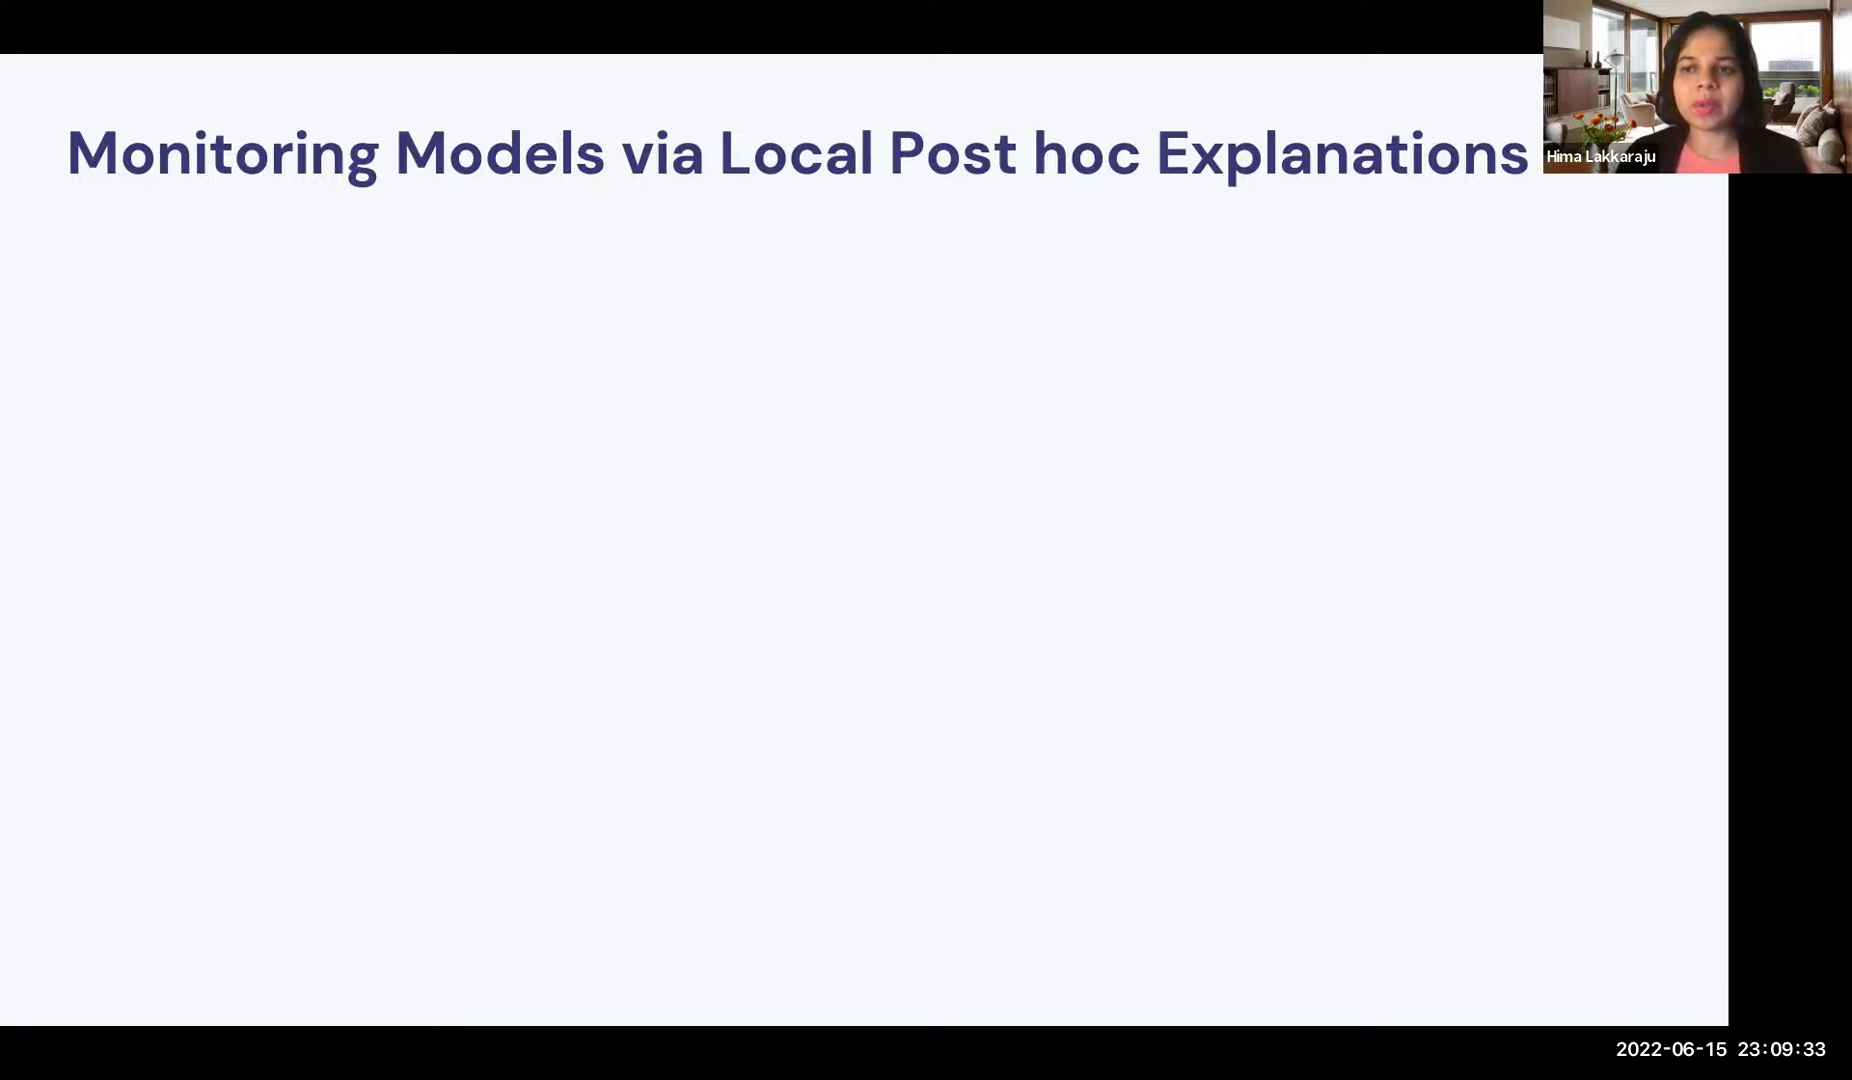 Monitoring Models via Local Post hoc Explanations
Hima Lakkaraju
2022-06-15 23:09:33